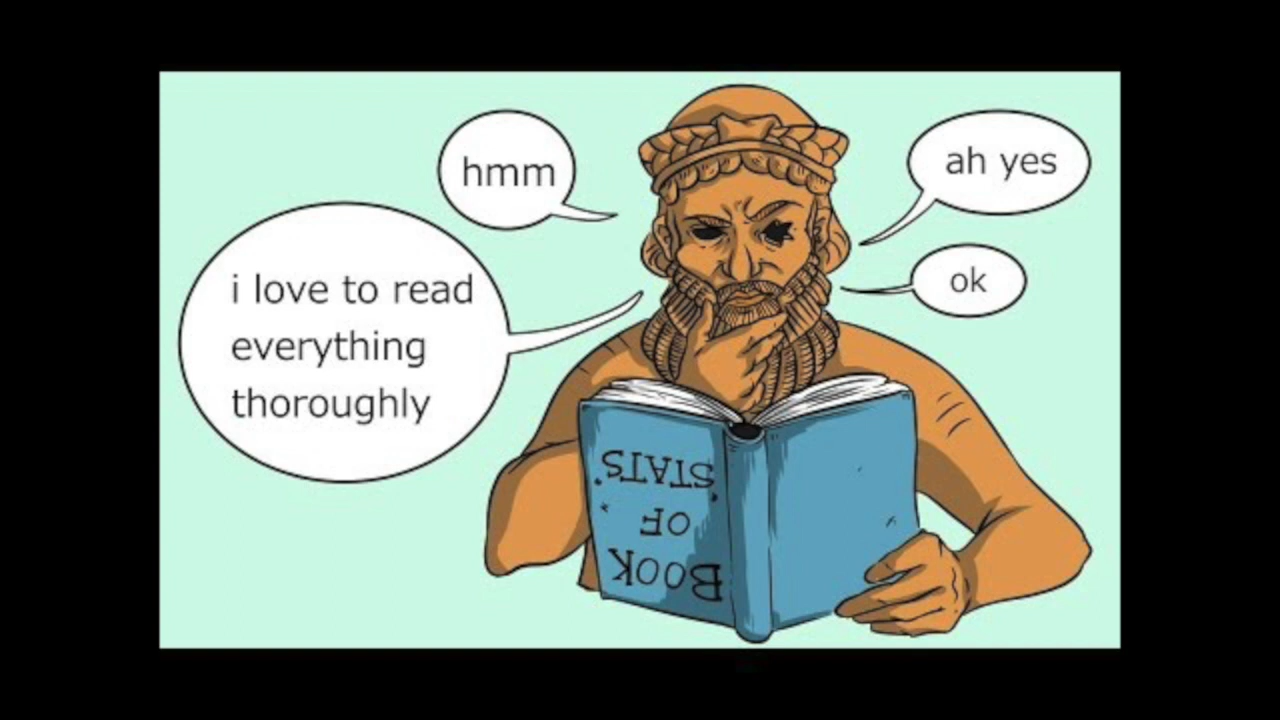 hmm
ah yes
i love to read
everything
thoroughly
ok
BOOK
OF
STATS